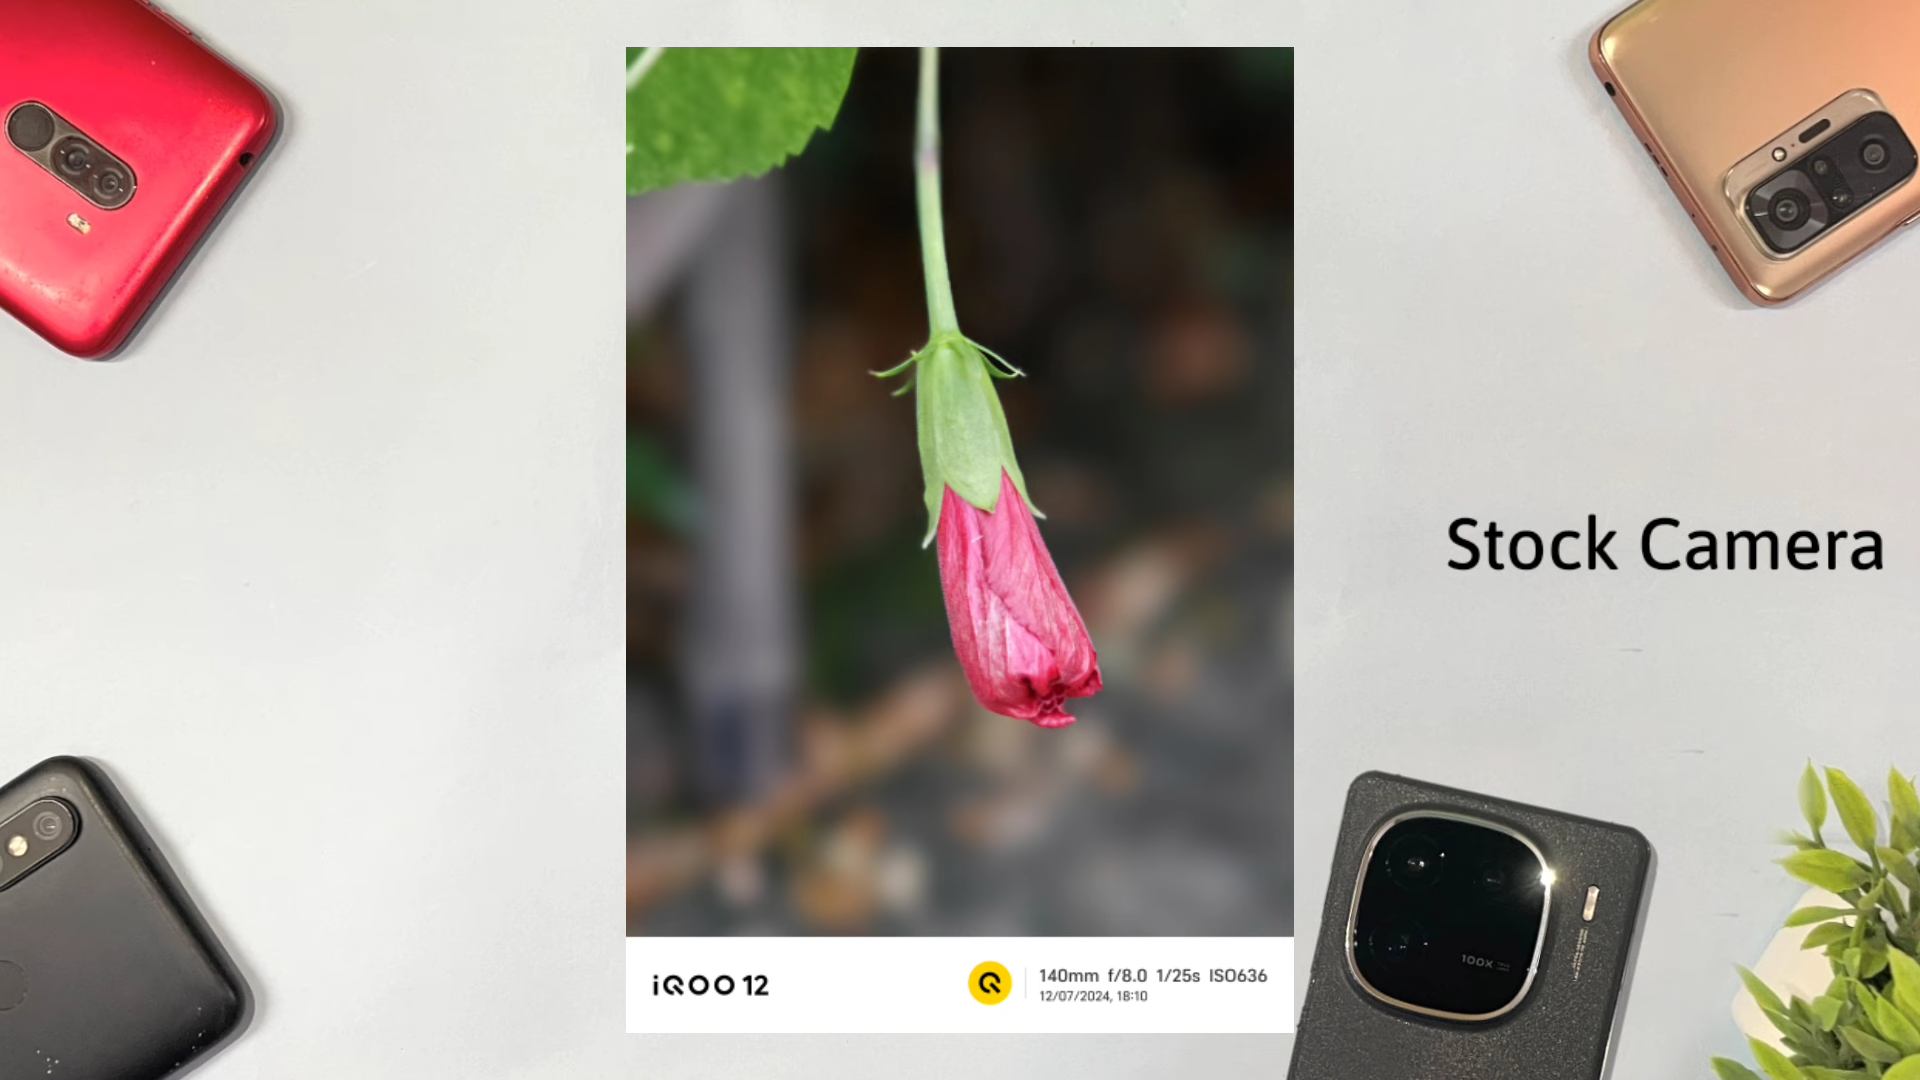 Stock Camera
100X
iQOO 12
140mm f/8.0 1/25s ISO636
12/07/2024, 18:10